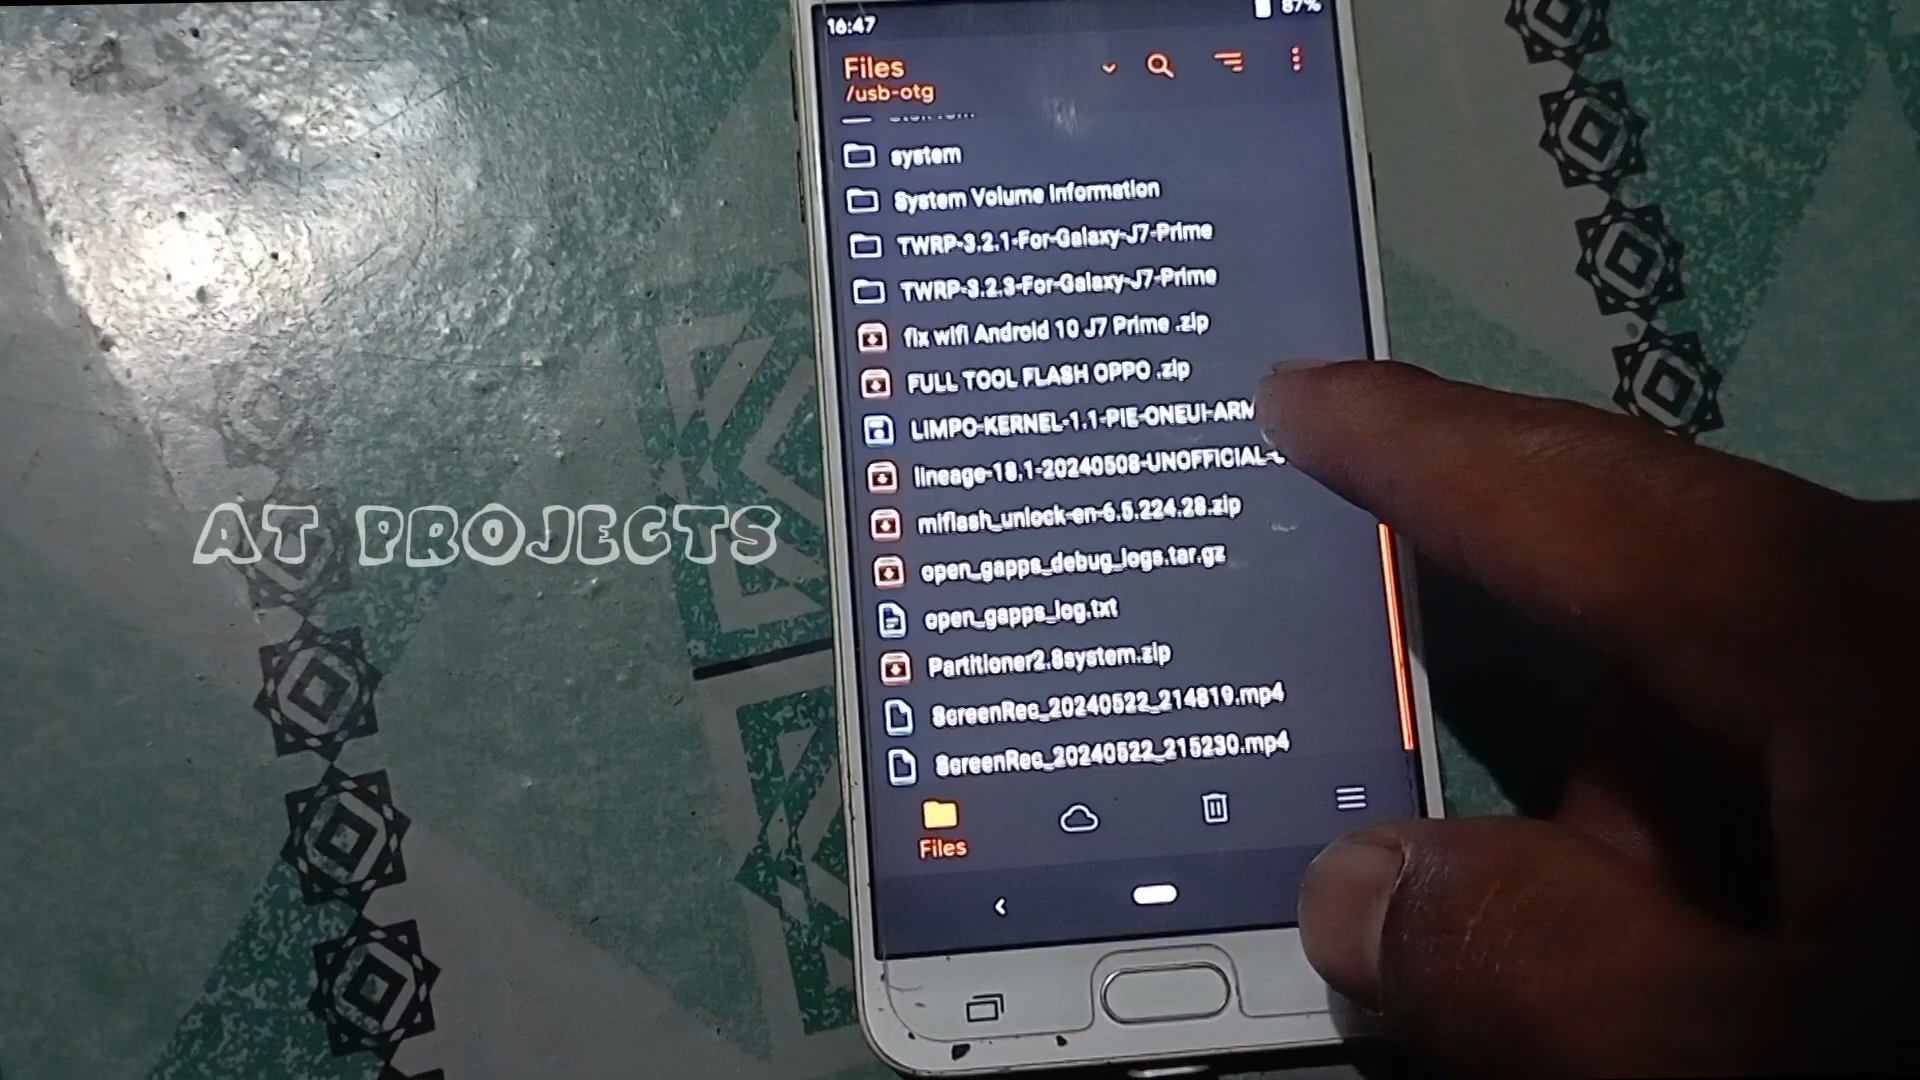 16:47
87%
Files
/usb-otg
system
System Volume Information
TWRP-3.2.1-For-Galaxy-J7-Prime
TWRP-3.2.3-For-Galaxy-J7-Prime
fix wifi Android 10 J7 Prime .zip
FULL TOOL FLASH OPPO .zip
LIMPO-KERNEL-1.1-PIE-ONEUI-ARM
lineage-18.1-20240508-UNOFFICIAL-
miflash_unlock-en-6.5.224.28.zip
open_gapps_debug_logs.tar.gz
open_gapps_log.txt
Partitioner2.8system.zip
ScreenRec_20240522_214819.mp4
ScreenRec_20240522_215230.mp4
Files
AT PROJECTS